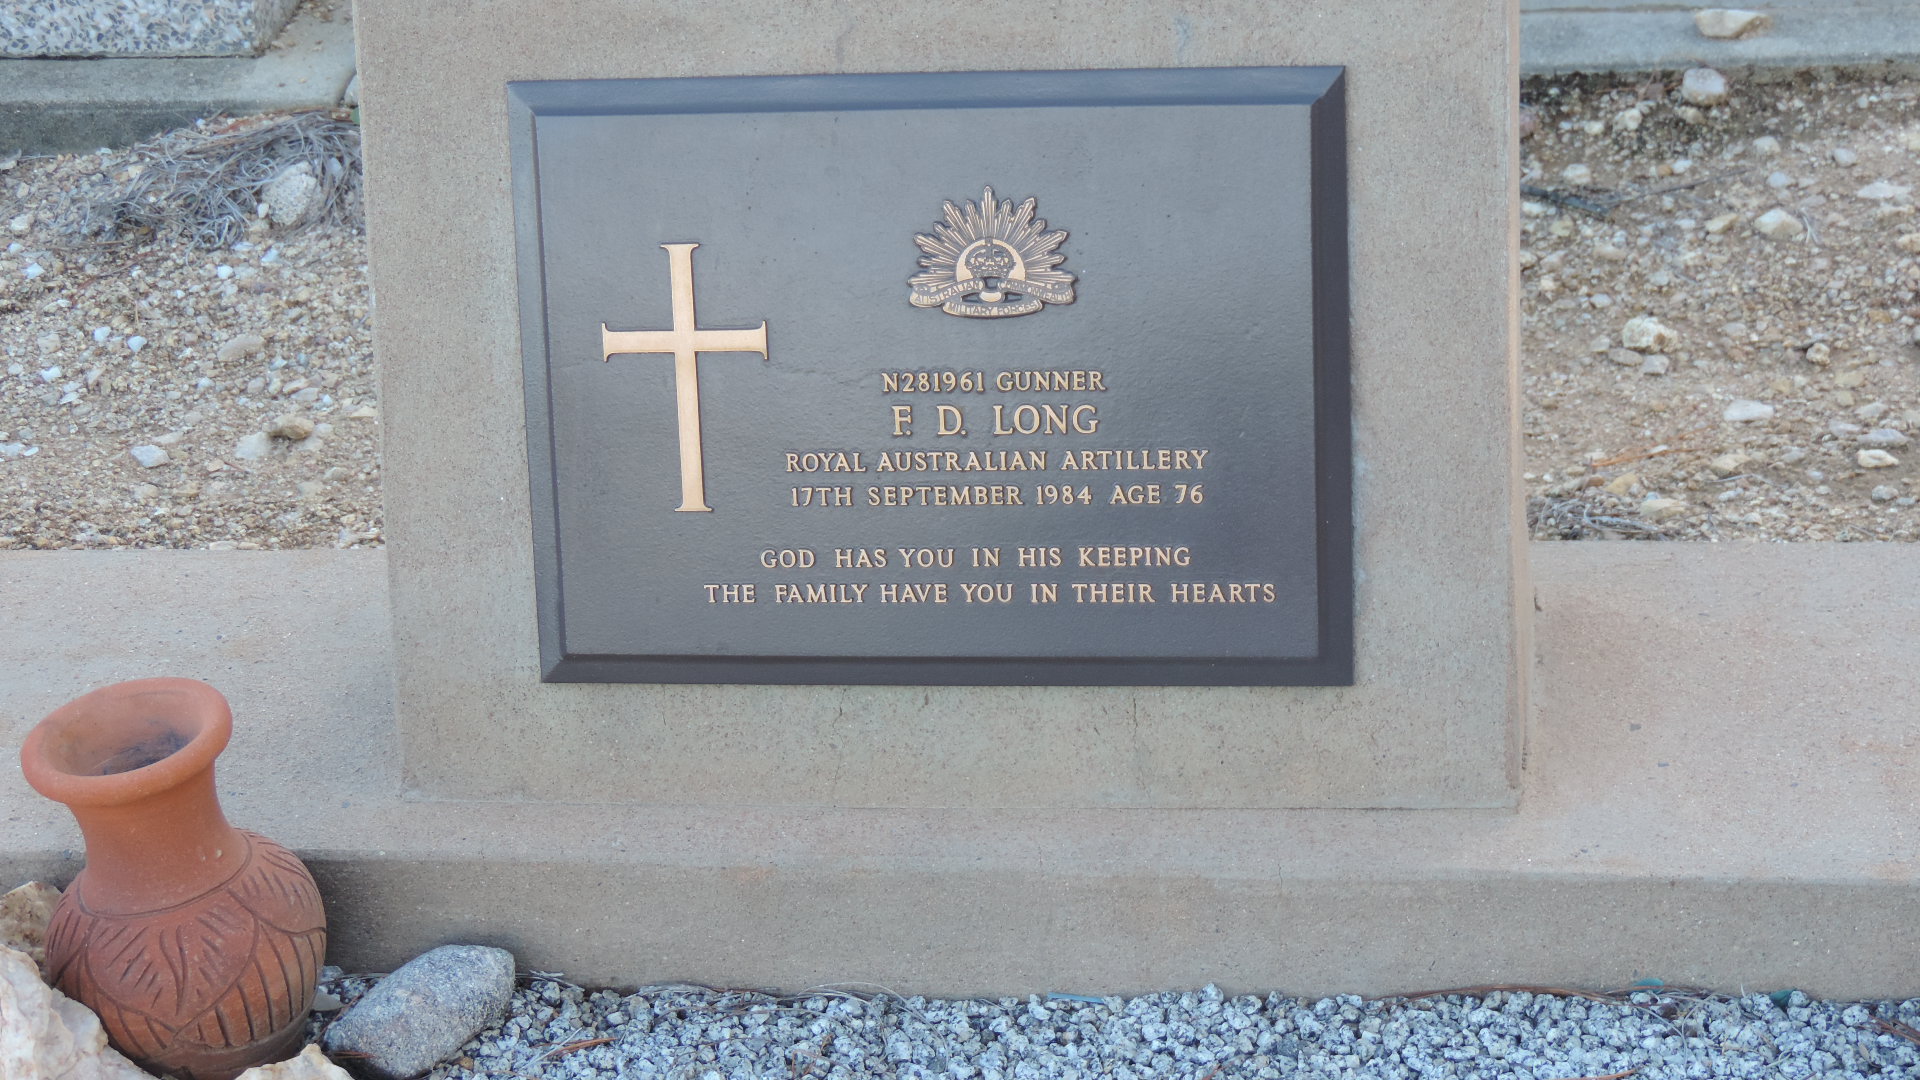 AUSTRALIAN COMMONWEALTH
MILITARY FORCES
N281961 GUNNER
F. D. LONG
ROYAL AUSTRALIAN ARTILLERY
17TH SEPTEMBER 1984 AGE 76
GOD HAS YOU IN HIS KEEPING
THE FAMILY HAVE YOU IN THEIR HEARTS